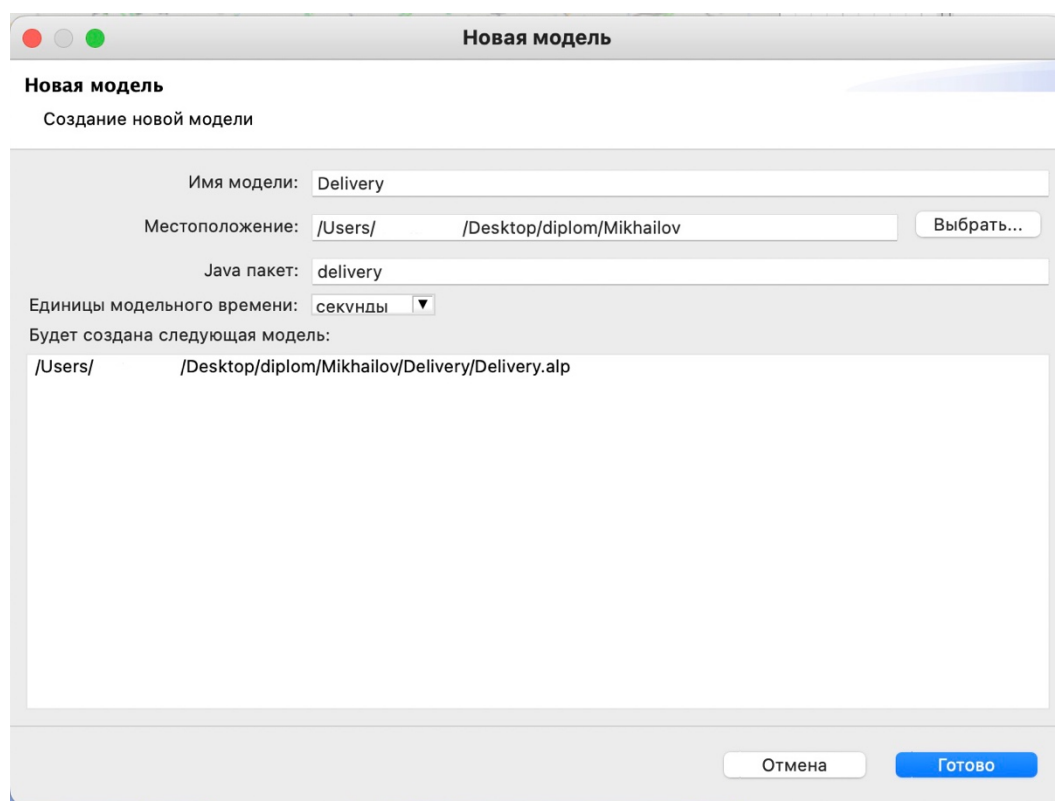 Новая модель
Новая модель
Создание новой модели
Имя модели: Delivery
Местоположение: /Users/ /Desktop/diplom/Mikhailov Выбрать...
Java пакет: delivery
Единицы модельного времени: секунды
Будет создана следующая модель:
/Users/ /Desktop/diplom/Mikhailov/Delivery/Delivery.alp
Отмена Готово